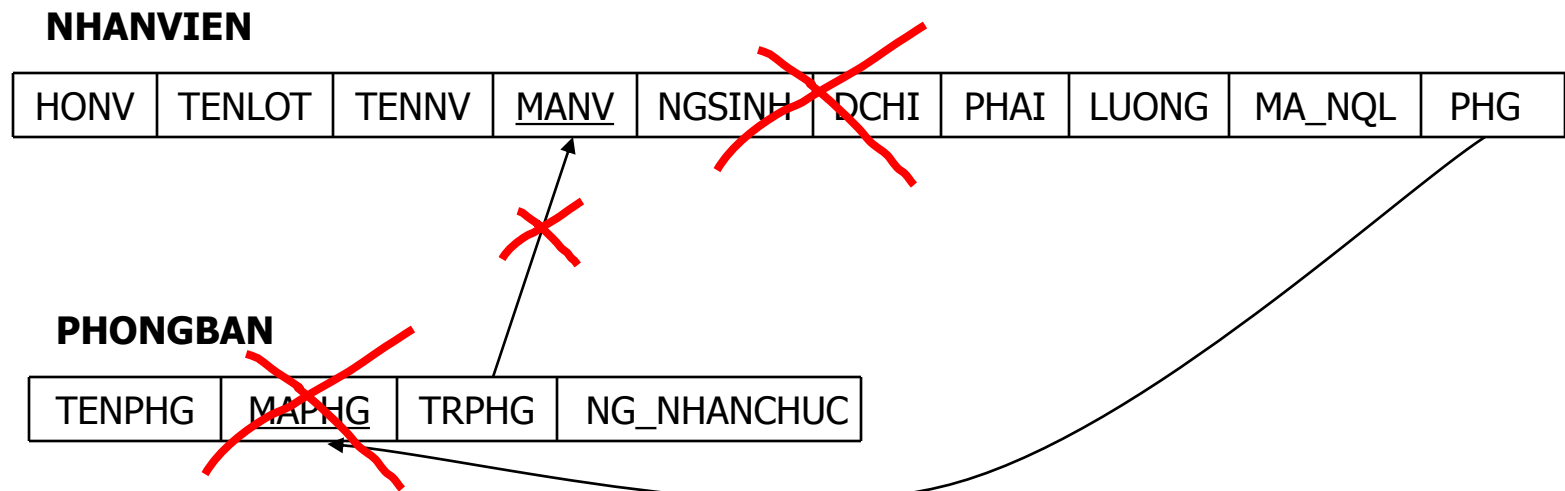 NHANVIEN
HONV TENLOT TENNV MANV NGSINH DCHI PHAI LUONG MA_NQL PHG
PHONGBAN
TENPHG MAPHG TRPHG NG_NHANCHUC